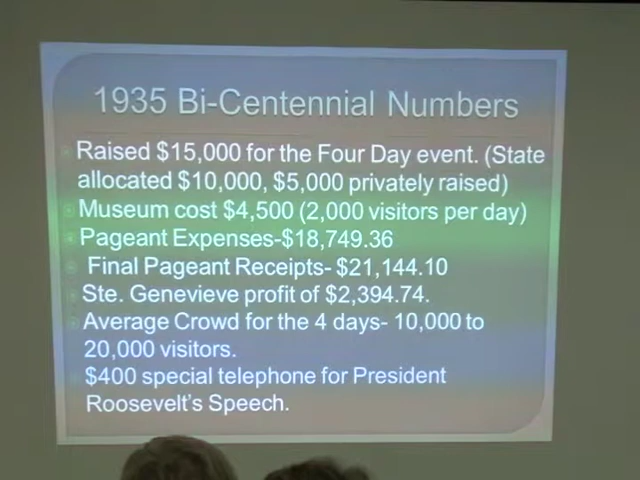 1935 Bi-Centennial Numbers
Raised $15,000 for the Four Day event. (State
allocated $10,000, $5,000 privately raised)
Museum cost $4,500 (2,000 visitors per day)
Pageant Expenses-$18,749.36
Final Pageant Receipts- $21,144.10
Ste. Genevieve profit of $2,394.74.
Average Crowd for the 4 days- 10,000 to
20,000 visitors.
$400 special telephone for President
Roosevelt's Speech.